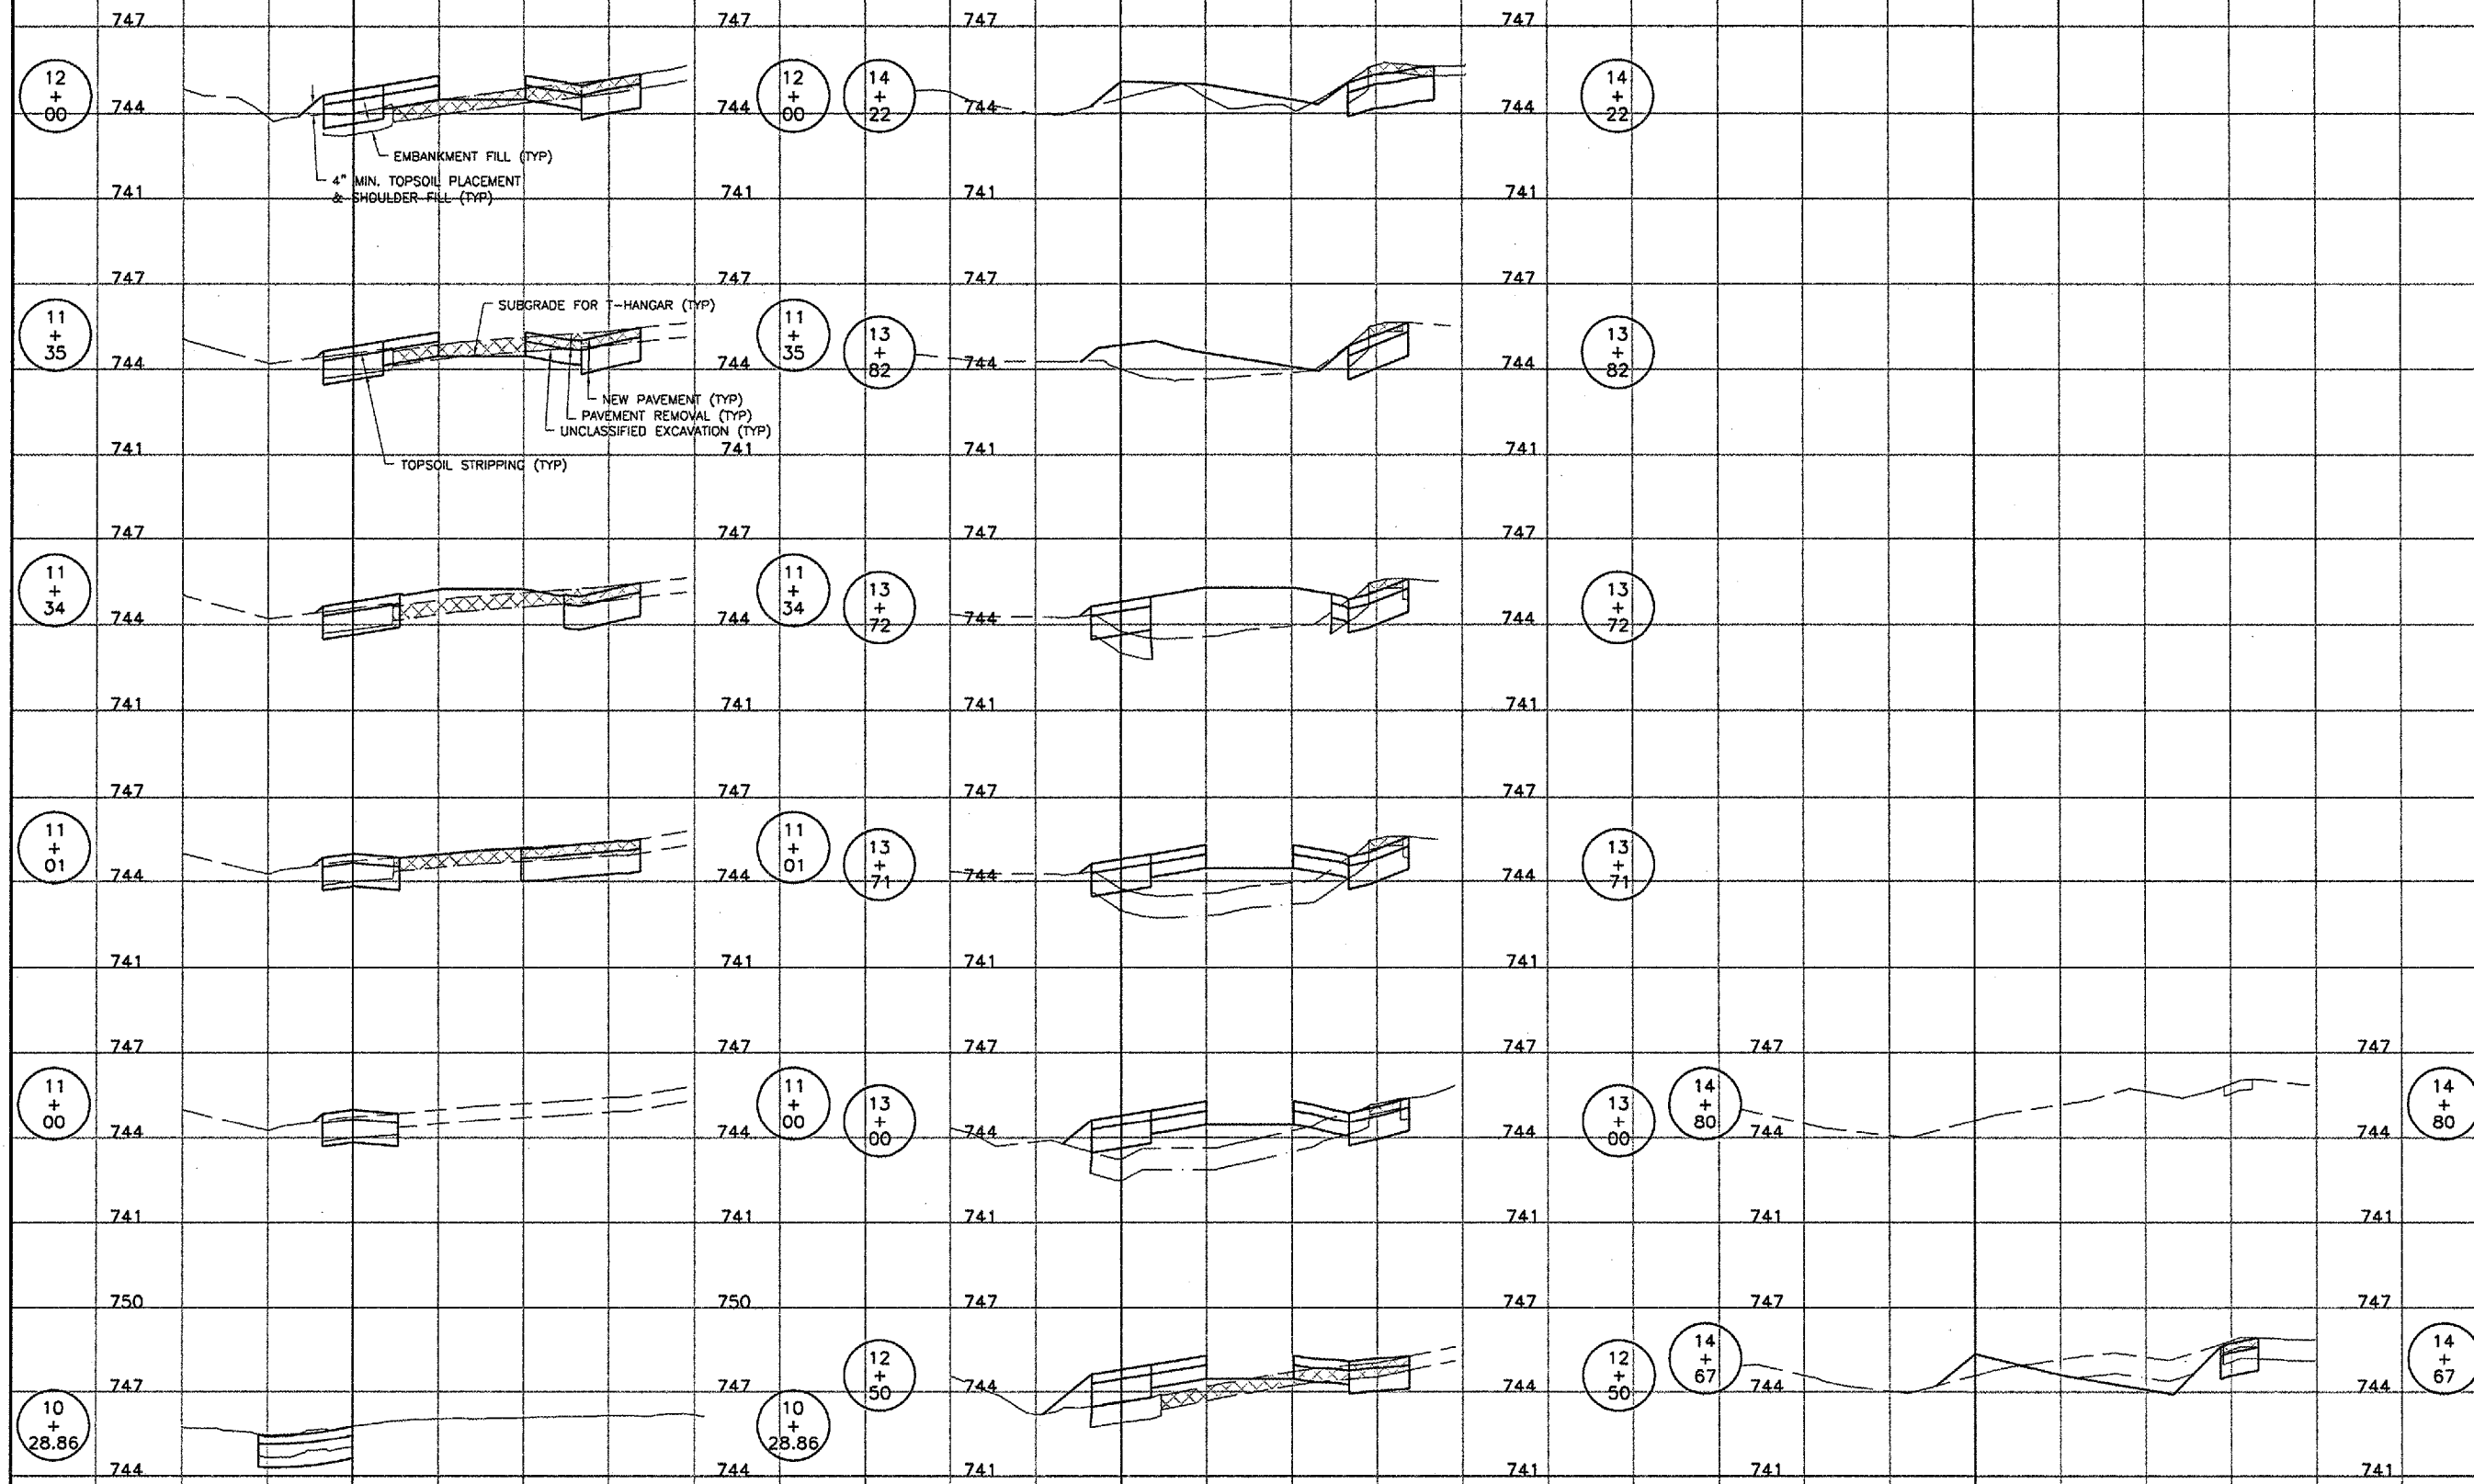 747 747 747 747
12 + 00
12 + 00
14 + 22
14 + 22
744 744 744 744
EMBANKMENT FILL (TYP)
4" MIN. TOPSOIL PLACEMENT
& SHOULDER FILL (TYP)
741 741 741 741
747 747 747 747
SUBGRADE FOR T-HANGAR (TYP)
11 + 35
11 + 35
13 + 82
13 + 82
744 744 744 744
NEW PAVEMENT (TYP)
PAVEMENT REMOVAL (TYP)
UNCLASSIFIED EXCAVATION (TYP)
741 741 741 741
TOPSOIL STRIPPING (TYP)
747 747 747 747
11 + 34
11 + 34
13 + 72
13 + 72
744 744 744 744
741 741 741 741
747 747 747 747
11 + 01
11 + 01
13 + 71
13 + 71
744 744 744 744
741 741 741 741
747 747 747 747 747 747
11 + 00
11 + 00
13 + 00
13 + 00
14 + 80
14 + 80
744 744 744 744 744 744
741 741 741 741 741 741
750 750 747 747 747 747
12 + 50
12 + 50
14 + 67
14 + 67
747 747 744 744 744 744
10 + 28.86
10 + 28.86
744 744 741 741 741 741